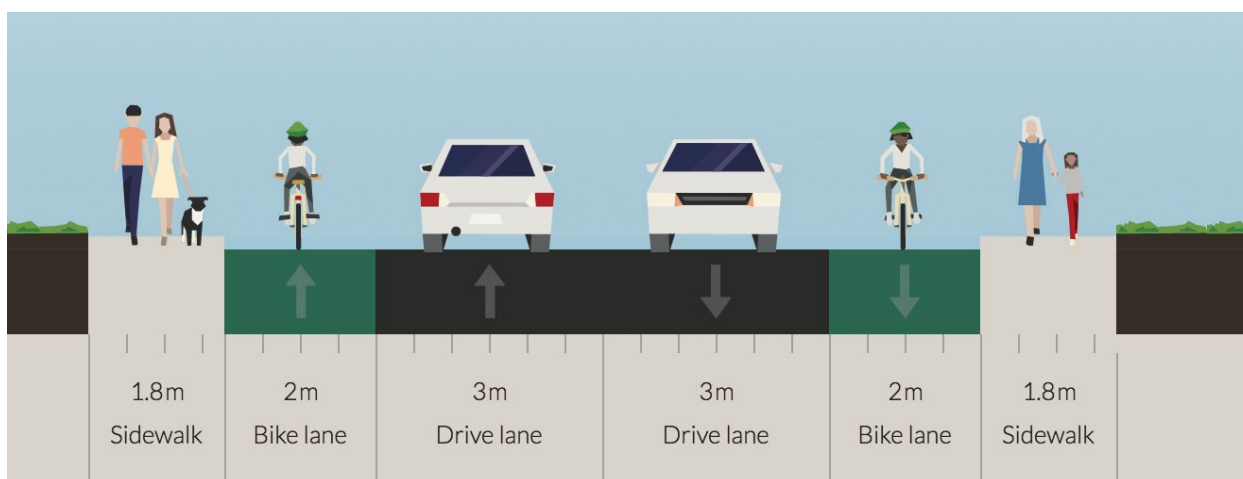 1.8m
Sidewalk
2m
Bike lane
3m
Drive lane
3m
Drive lane
2m
Bike lane
1.8m
Sidewalk